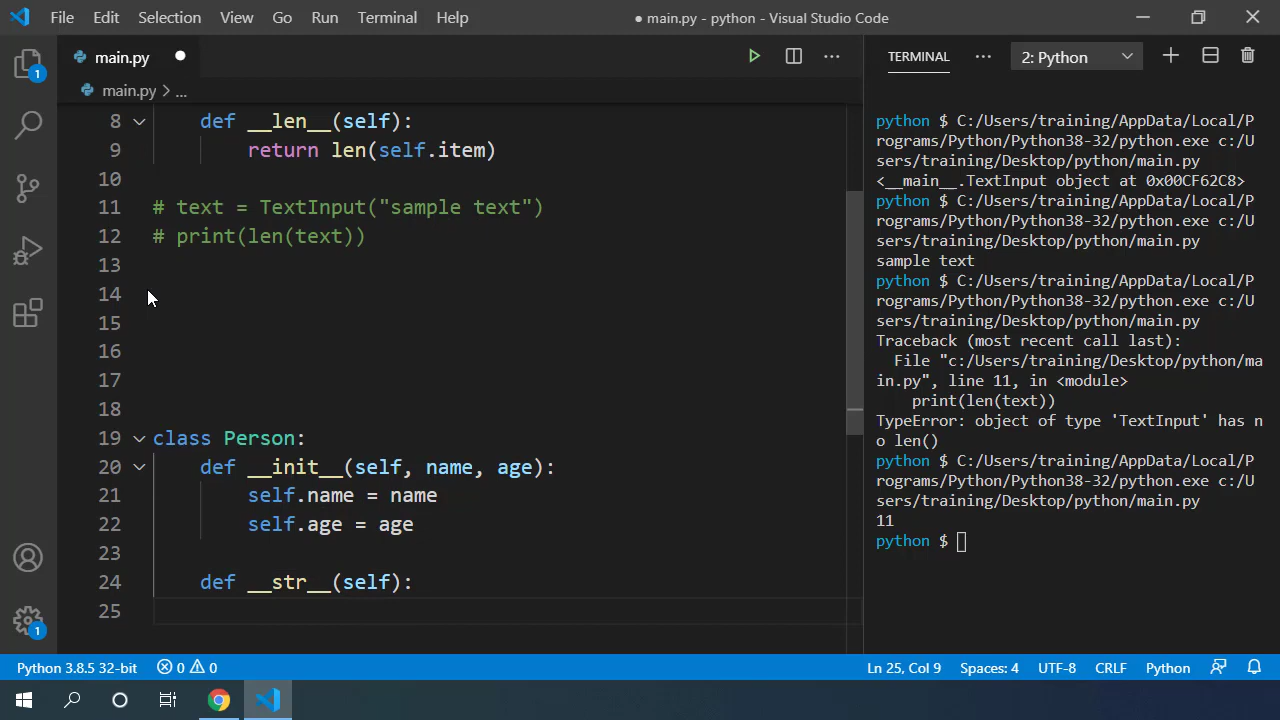 File Edit Selection View Go Run Terminal Help ● main.py - python - Visual Studio Code
main.py
main.py > ...
8 def __len__(self):
9 return len(self.item)
10
11 # text = TextInput("sample text")
12 # print(len(text))
13
14
15
16
17
18
19 class Person:
20 def __init__(self, name, age):
21 self.name = name
22 self.age = age
23
24 def __str__(self):
25
TERMINAL ··· 2: Python
python $ C:/Users/training/AppData/Local/P
rograms/Python/Python38-32/python.exe c:/U
sers/training/Desktop/python/main.py
<__main__.TextInput object at 0x00CF62C8>
python $ C:/Users/training/AppData/Local/P
rograms/Python/Python38-32/python.exe c:/U
sers/training/Desktop/python/main.py
sample text
python $ C:/Users/training/AppData/Local/P
rograms/Python/Python38-32/python.exe c:/U
sers/training/Desktop/python/main.py
Traceback (most recent call last):
File "c:/Users/training/Desktop/python/ma
in.py", line 11, in <module>
print(len(text))
TypeError: object of type 'TextInput' has n
o len()
python $ C:/Users/training/AppData/Local/P
rograms/Python/Python38-32/python.exe c:/U
sers/training/Desktop/python/main.py
11
python $
1
1
Python 3.8.5 32-bit 0 0 Ln 25, Col 9 Spaces: 4 UTF-8 CRLF Python